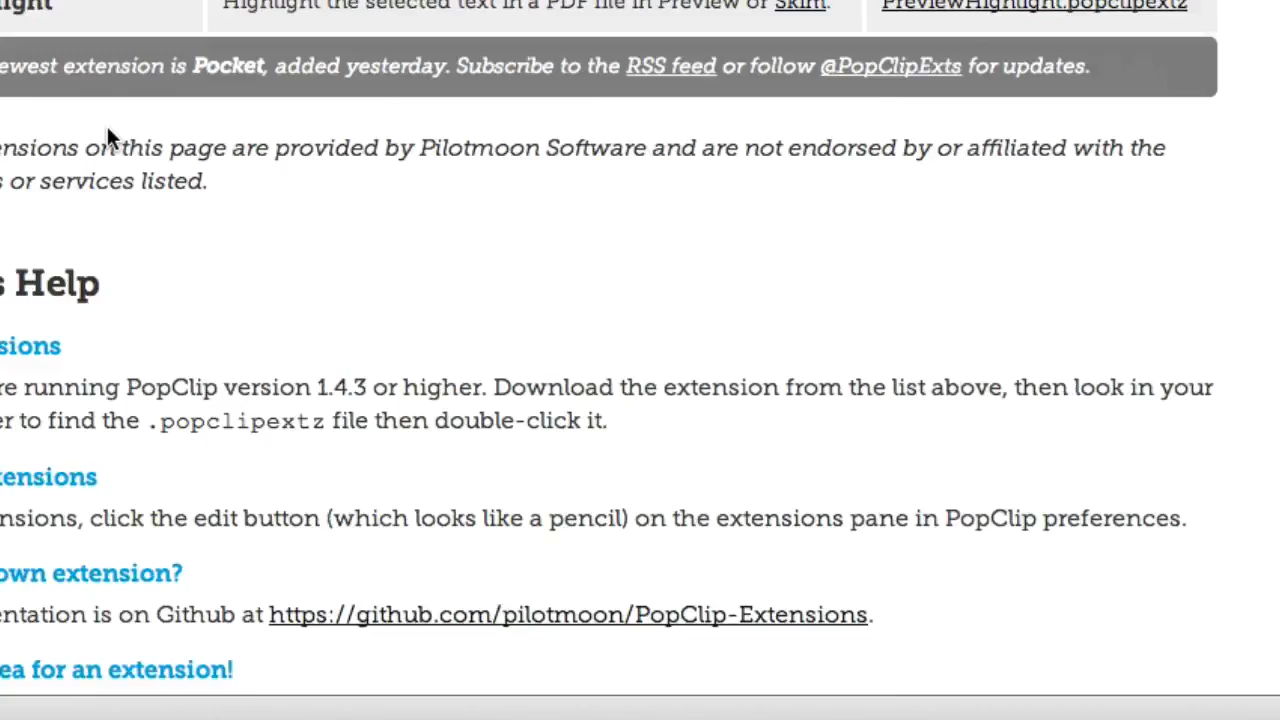 Highlight the selected text in a PDF file in Preview or Skim. PreviewHighlight.popclipextz
ewest extension is Pocket, added yesterday. Subscribe to the RSS feed or follow @PopClipExts for updates.
ensions on this page are provided by Pilotmoon Software and are not endorsed by or affiliated with the
s or services listed.
s Help
sions
re running PopClip version 1.4.3 or higher. Download the extension from the list above, then look in your
er to find the .popclipextz file then double-click it.
tensions
nsions, click the edit button (which looks like a pencil) on the extensions pane in PopClip preferences.
own extension?
entation is on Github at https://github.com/pilotmoon/PopClip-Extensions.
ea for an extension!